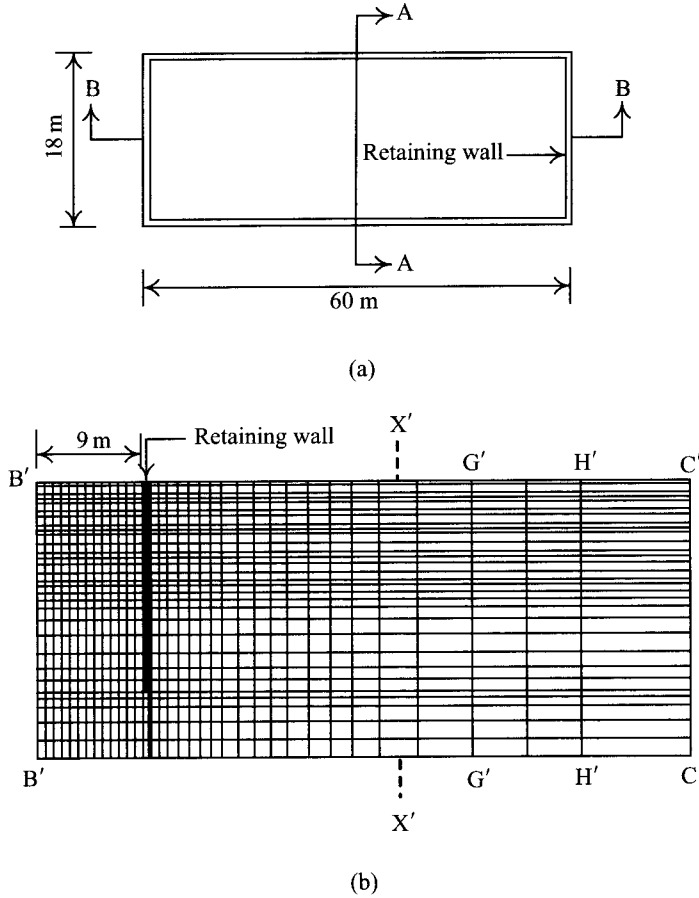 A
B
B
18 m
Retaining wall
A
60 m
(a)
X′
9 m
Retaining wall
B′
G′
H′
C′
B′
G′
H′
C
X′
(b)